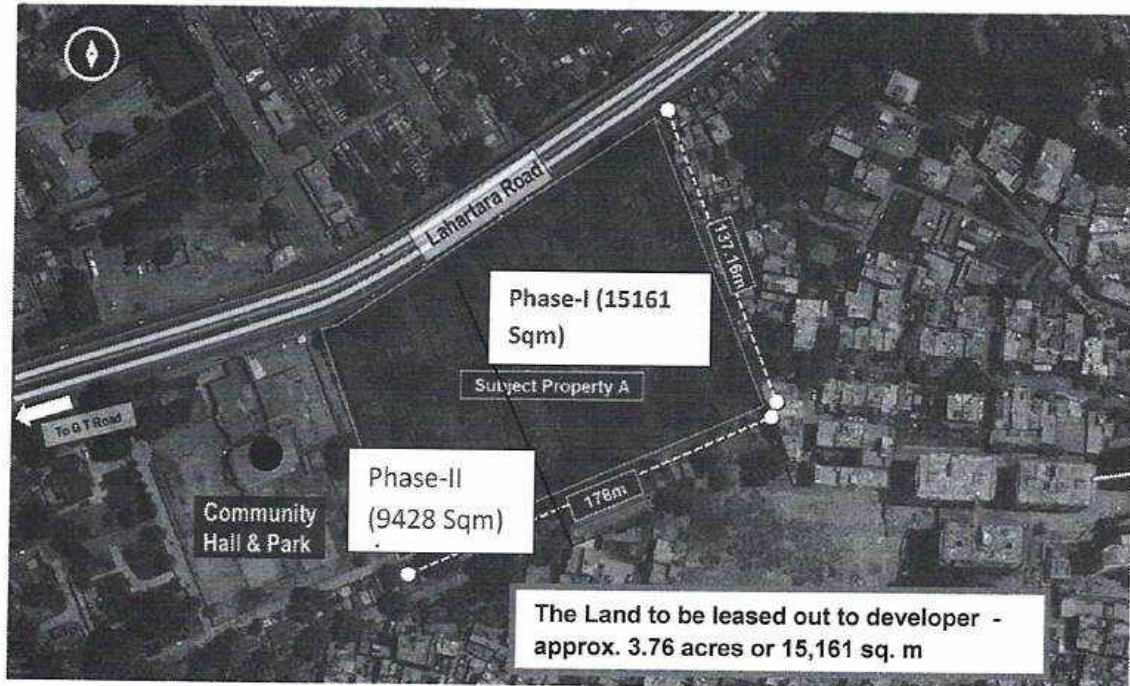 Lahartara Road
137.16m
Phase-I (15161
Sqm)
Subject Property A
To G T Road
Phase-II
(9428 Sqm)
178m
Community
Hall & Park
The Land to be leased out to developer -
approx. 3.76 acres or 15,161 sq. m